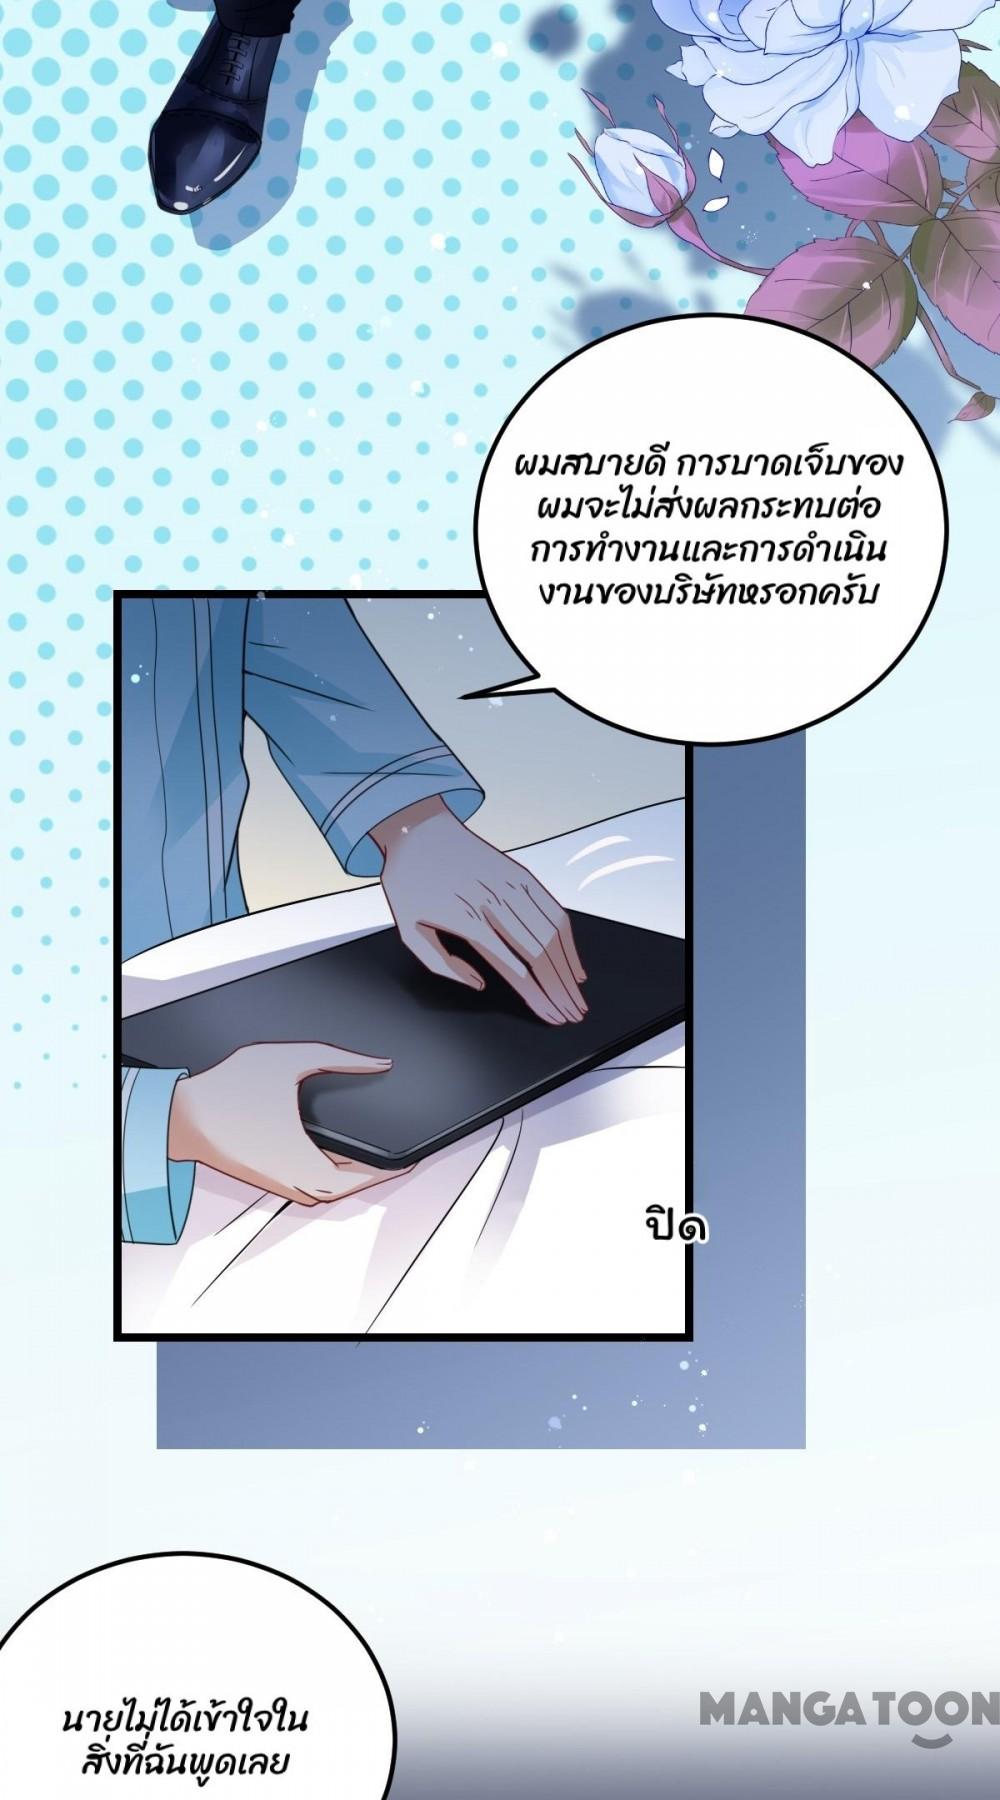 ผมสบายดี การบาดเจ็บของ
ผมจะไม่ส่งผลกระทบต่อ
การทำงานและการดำเนิน
งานของบริษัทหรอกครับ
ปิด
นายไม่ได้เข้าใจใน
สิ่งที่ฉันพูดเลย
MANGATOON